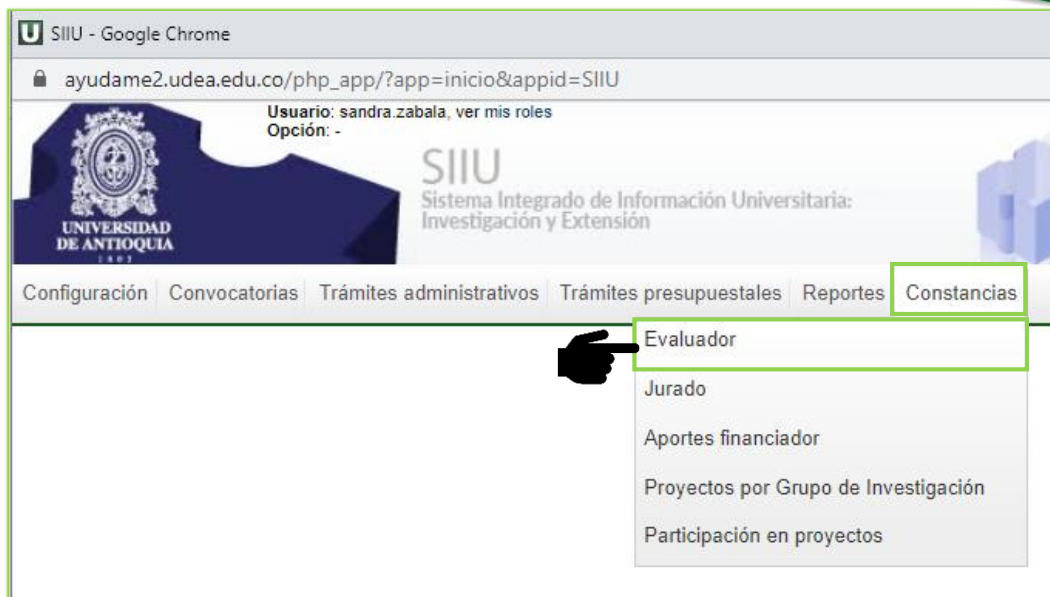 SIIU - Google Chrome
ayudame2.udea.edu.co/php_app/?app=inicio&appid=SIIU
Usuario: sandra.zabala, ver mis roles
Opción: -
SIIU
Sistema Integrado de Información Universitaria:
Investigación y Extensión
UNIVERSIDAD
DE ANTIOQUIA
1803
Configuración Convocatorias Trámites administrativos Trámites presupuestales Reportes Constancias
Evaluador
Jurado
Aportes financiador
Proyectos por Grupo de Investigación
Participación en proyectos